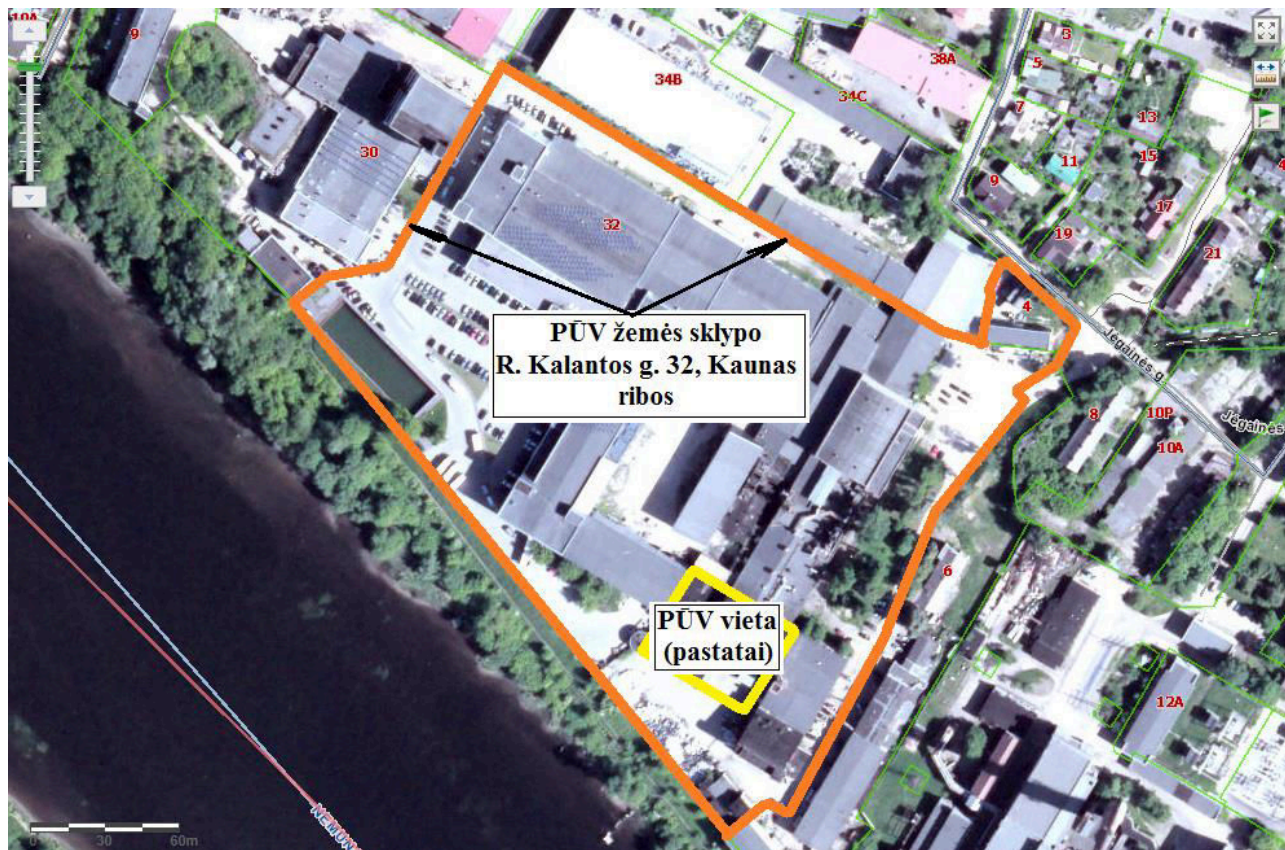 10A
9
3
5
38A
34B
34C
7
13
30
11
15
9
4
17
32
19
21
4
PŪV žemės sklypo
R. Kalantos g. 32, Kaunas
ribos
Jėgainės g.
8
10P
10A
Jėgainės
6
PŪV vieta
(pastatai)
12A
NEMUN
0 30 60m